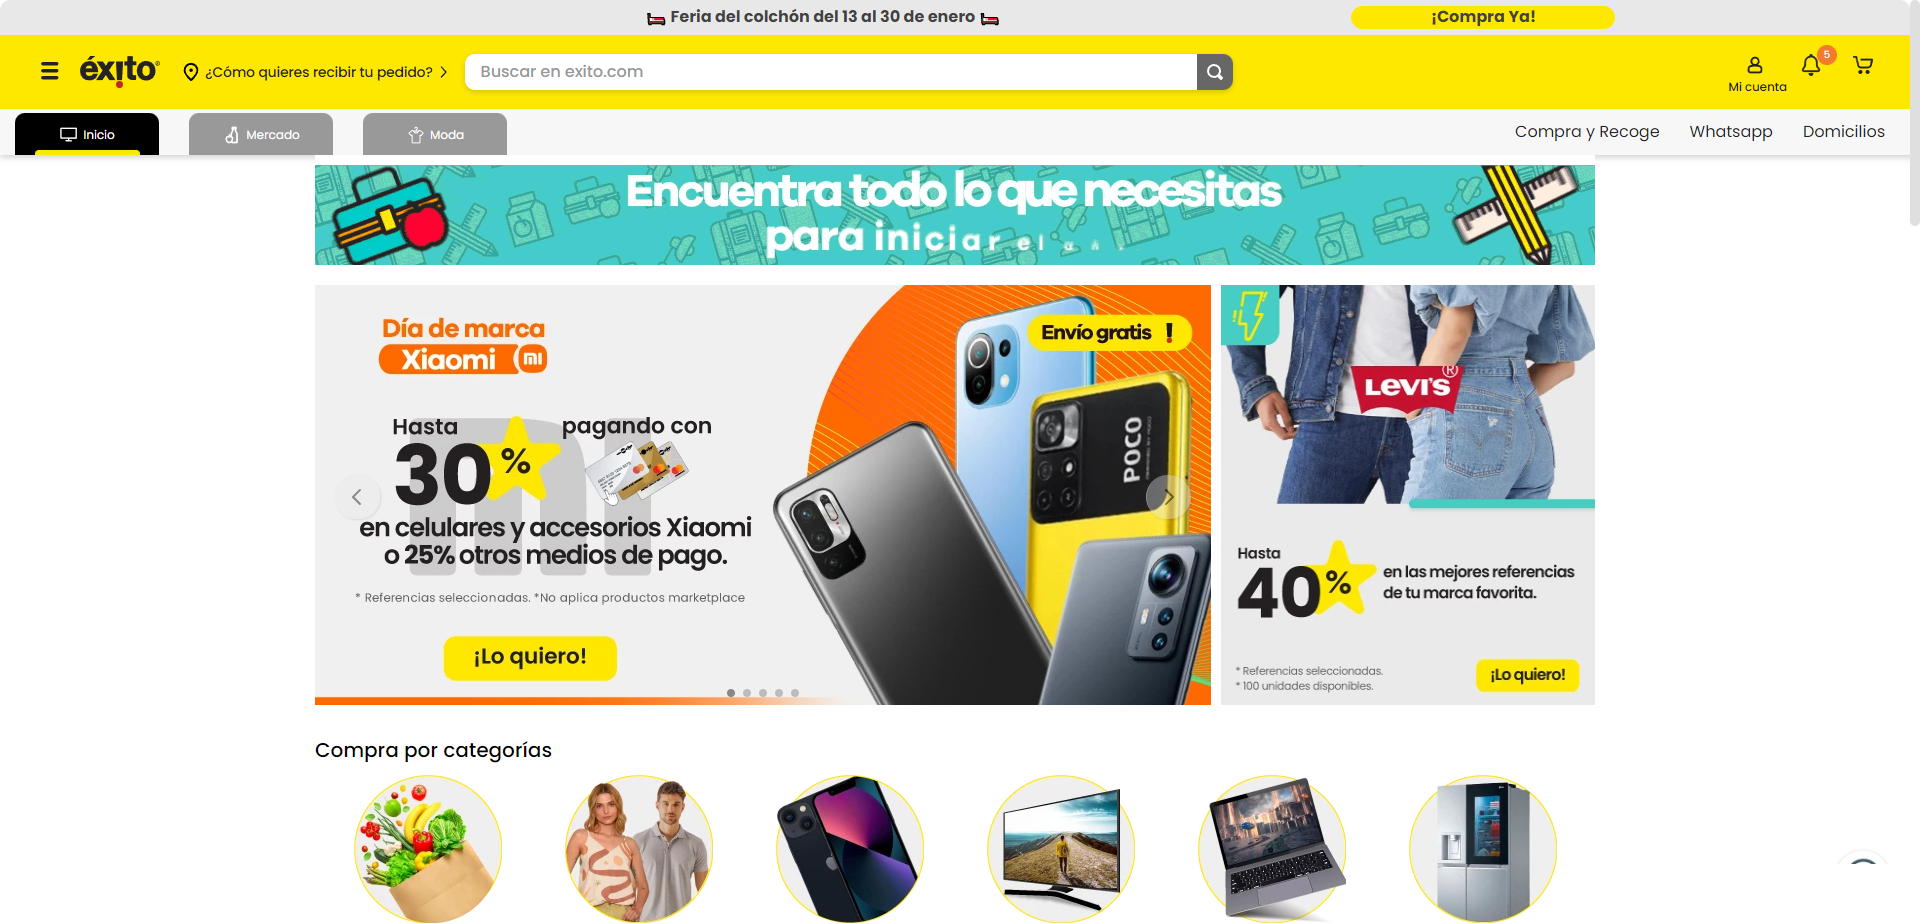 Feria del colchón del 13 al 30 de enero
¡Compra Ya!
éxito
¿Cómo quieres recibir tu pedido?
Buscar en exito.com
Mi cuenta
5
Inicio
Mercado
Moda
Compra y Recoge
Whatsapp
Domicilios
Encuentra todo lo que necesitas
para iniciar el a
Día de marca
Xiaomi
mi
Envío gratis
Hasta
30%
pagando con
en celulares y accesorios Xiaomi
o 25% otros medios de pago.
* Referencias seleccionadas. *No aplica productos marketplace
¡Lo quiero!
POCO
LEVI'S®
Hasta
40%
en las mejores referencias
de tu marca favorita.
* Referencias seleccionadas.
* 100 unidades disponibles.
¡Lo quiero!
Compra por categorías